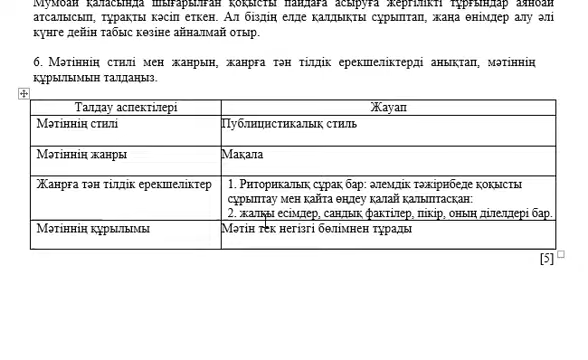 Мумбай қаласында шығарылған қоқысты пайдаға асыруға жергілікті тұрғындар аянбай
атсалысып, тұрақты кәсіп еткен. Ал біздің елде қалдықты сұрыптап, жаңа өнімдер алу әлі
күнге дейін табыс көзіне айналмай отыр.
6. Мәтіннің стилі мен жанрын, жанрға тән тілдік ерекшеліктерді анықтап, мәтіннің
құрылымын талдаңыз.
Талдау аспектілері Жауап
Мәтіннің стилі Публицистикалық стиль
Мәтіннің жанры Мақала
Жанрға тән тілдік ерекшеліктер 1. Риторикалық сұрақ бар: әлемдік тәжірибеде қоқысты
сұрыптау мен қайта өңдеу қалай қалыптасқан:
2. жалқы есімдер, сандық фактілер, пікір, оның ділелдері бар.
Мәтіннің құрылымы Мәтін тек негізгі бөлімнен тұрады
[5]